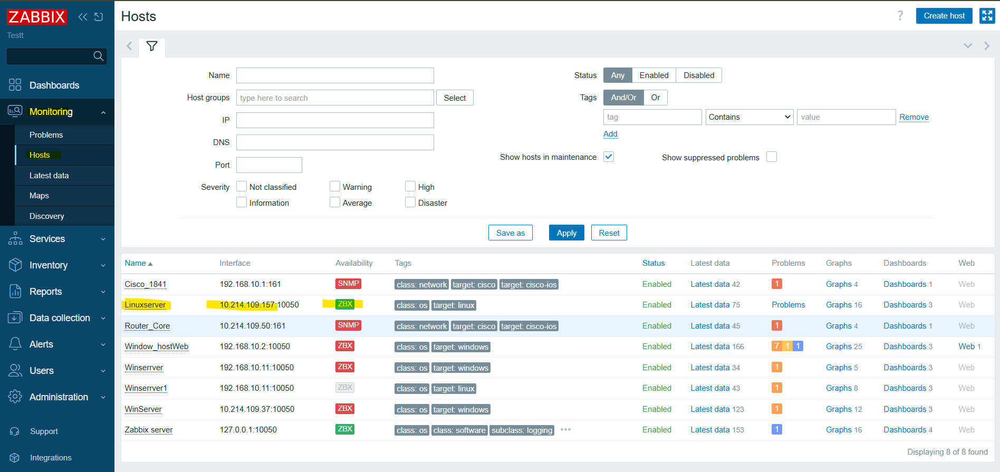 ZABBIX
Testt
Dashboards
Monitoring
Problems
Hosts
Latest data
Maps
Discovery
Services
Inventory
Reports
Data collection
Alerts
Users
Administration
Support
Integrations
Hosts
? Create host
Name
Host groups type here to search Select
IP
DNS
Port
Severity Not classified Warning High
Information Average Disaster
Status Any Enabled Disabled
Tags And/Or Or
tag Contains value Remove
Add
Show hosts in maintenance Show suppressed problems
Save as Apply Reset
Name Interface Availability Tags Status Latest data Problems Graphs Dashboards Web
Cisco_1841 192.168.10.1:161 SNMP class: network target: cisco target: cisco-ios Enabled Latest data 42 1 Graphs 4 Dashboards 1 Web
Linuxserver 10.214.109.157:10050 ZBX class: os target: linux Enabled Latest data 75 Problems Graphs 16 Dashboards 3 Web
Router_Core 10.214.109.50:161 SNMP class: network target: cisco target: cisco-ios Enabled Latest data 45 1 Graphs 4 Dashboards 1 Web
Window_hostWeb 192.168.10.2:10050 ZBX class: os target: windows Enabled Latest data 166 7 1 1 Graphs 25 Dashboards 3 Web 1
Winserrver 192.168.10.11:10050 ZBX class: os target: windows Enabled Latest data 34 1 Graphs 5 Dashboards 3 Web
Winserrver1 192.168.10.11:10050 ZBX class: os target: linux Enabled Latest data 43 1 Graphs 8 Dashboards 3 Web
WinServer 10.214.109.37:10050 ZBX class: os target: windows Enabled Latest data 123 1 Graphs 12 Dashboards 3 Web
Zabbix server 127.0.0.1:10050 ZBX class: os class: software subclass: logging ••• Enabled Latest data 153 1 Graphs 16 Dashboards 4 Web
Displaying 8 of 8 found